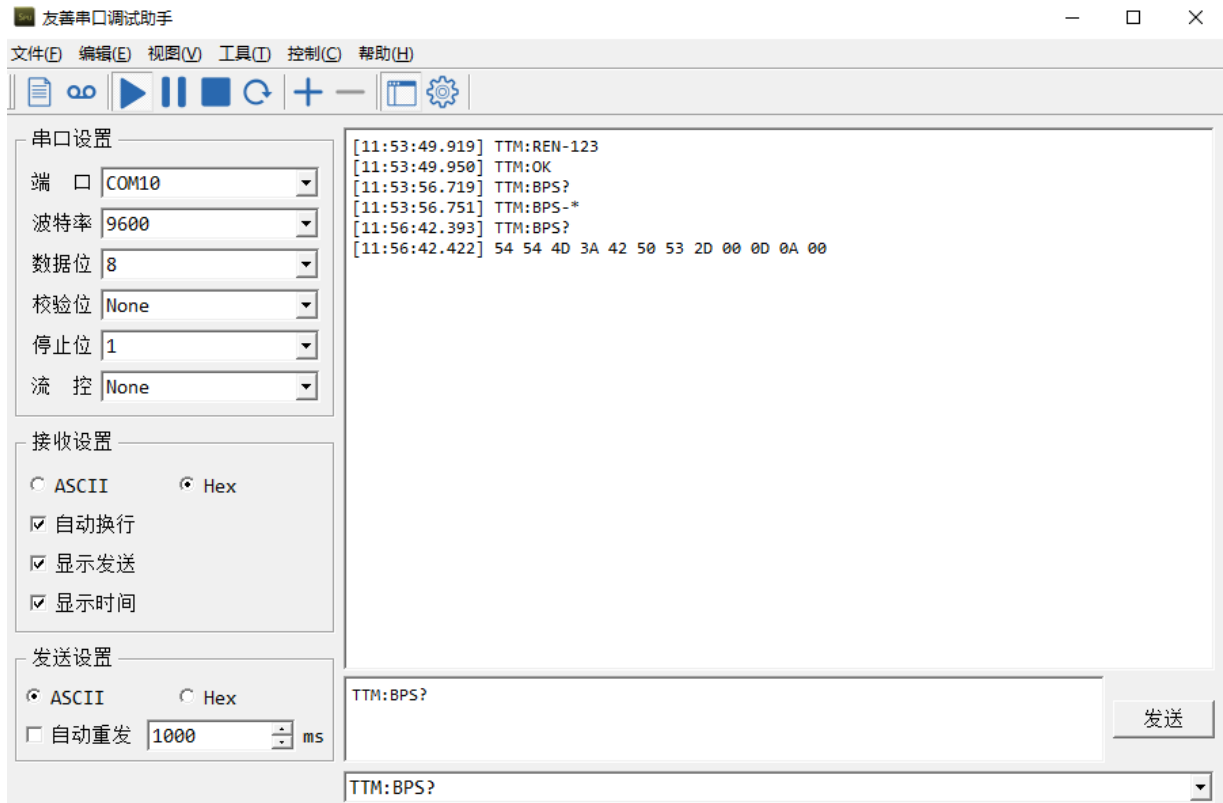 友善串口调试助手
文件(F) 编辑(E) 视图(V) 工具(T) 控制(C) 帮助(H)
串口设置
端 口 COM10
波特率 9600
数据位 8
校验位 None
停止位 1
流 控 None
接收设置
ASCII Hex
自动换行
显示发送
显示时间
发送设置
ASCII Hex
自动重发 1000 ms
[11:53:49.919] TTM:REN-123
[11:53:49.950] TTM:OK
[11:53:56.719] TTM:BPS?
[11:53:56.751] TTM:BPS-*
[11:56:42.393] TTM:BPS?
[11:56:42.422] 54 54 4D 3A 42 50 53 2D 00 0D 0A 00
TTM:BPS?
发送
TTM:BPS?